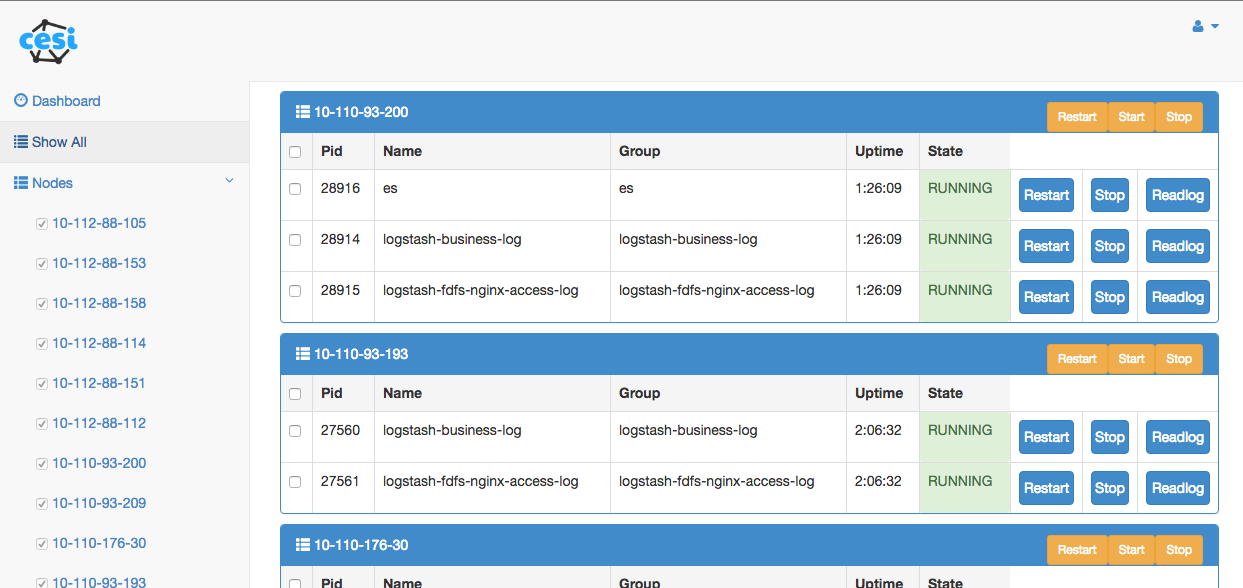 cesi
Dashboard
Show All
Nodes
10-112-88-105
10-112-88-153
10-112-88-158
10-112-88-114
10-112-88-151
10-112-88-112
10-110-93-200
10-110-93-209
10-110-176-30
10-110-93-193
10-110-93-200 Restart Start Stop
Pid Name Group Uptime State
28916 es es 1:26:09 RUNNING Restart Stop Readlog
28914 logstash-business-log logstash-business-log 1:26:09 RUNNING Restart Stop Readlog
28915 logstash-fdfs-nginx-access-log logstash-fdfs-nginx-access-log 1:26:09 RUNNING Restart Stop Readlog
10-110-93-193 Restart Start Stop
Pid Name Group Uptime State
27560 logstash-business-log logstash-business-log 2:06:32 RUNNING Restart Stop Readlog
27561 logstash-fdfs-nginx-access-log logstash-fdfs-nginx-access-log 2:06:32 RUNNING Restart Stop Readlog
10-110-176-30 Restart Start Stop
Pid Name Group Uptime State